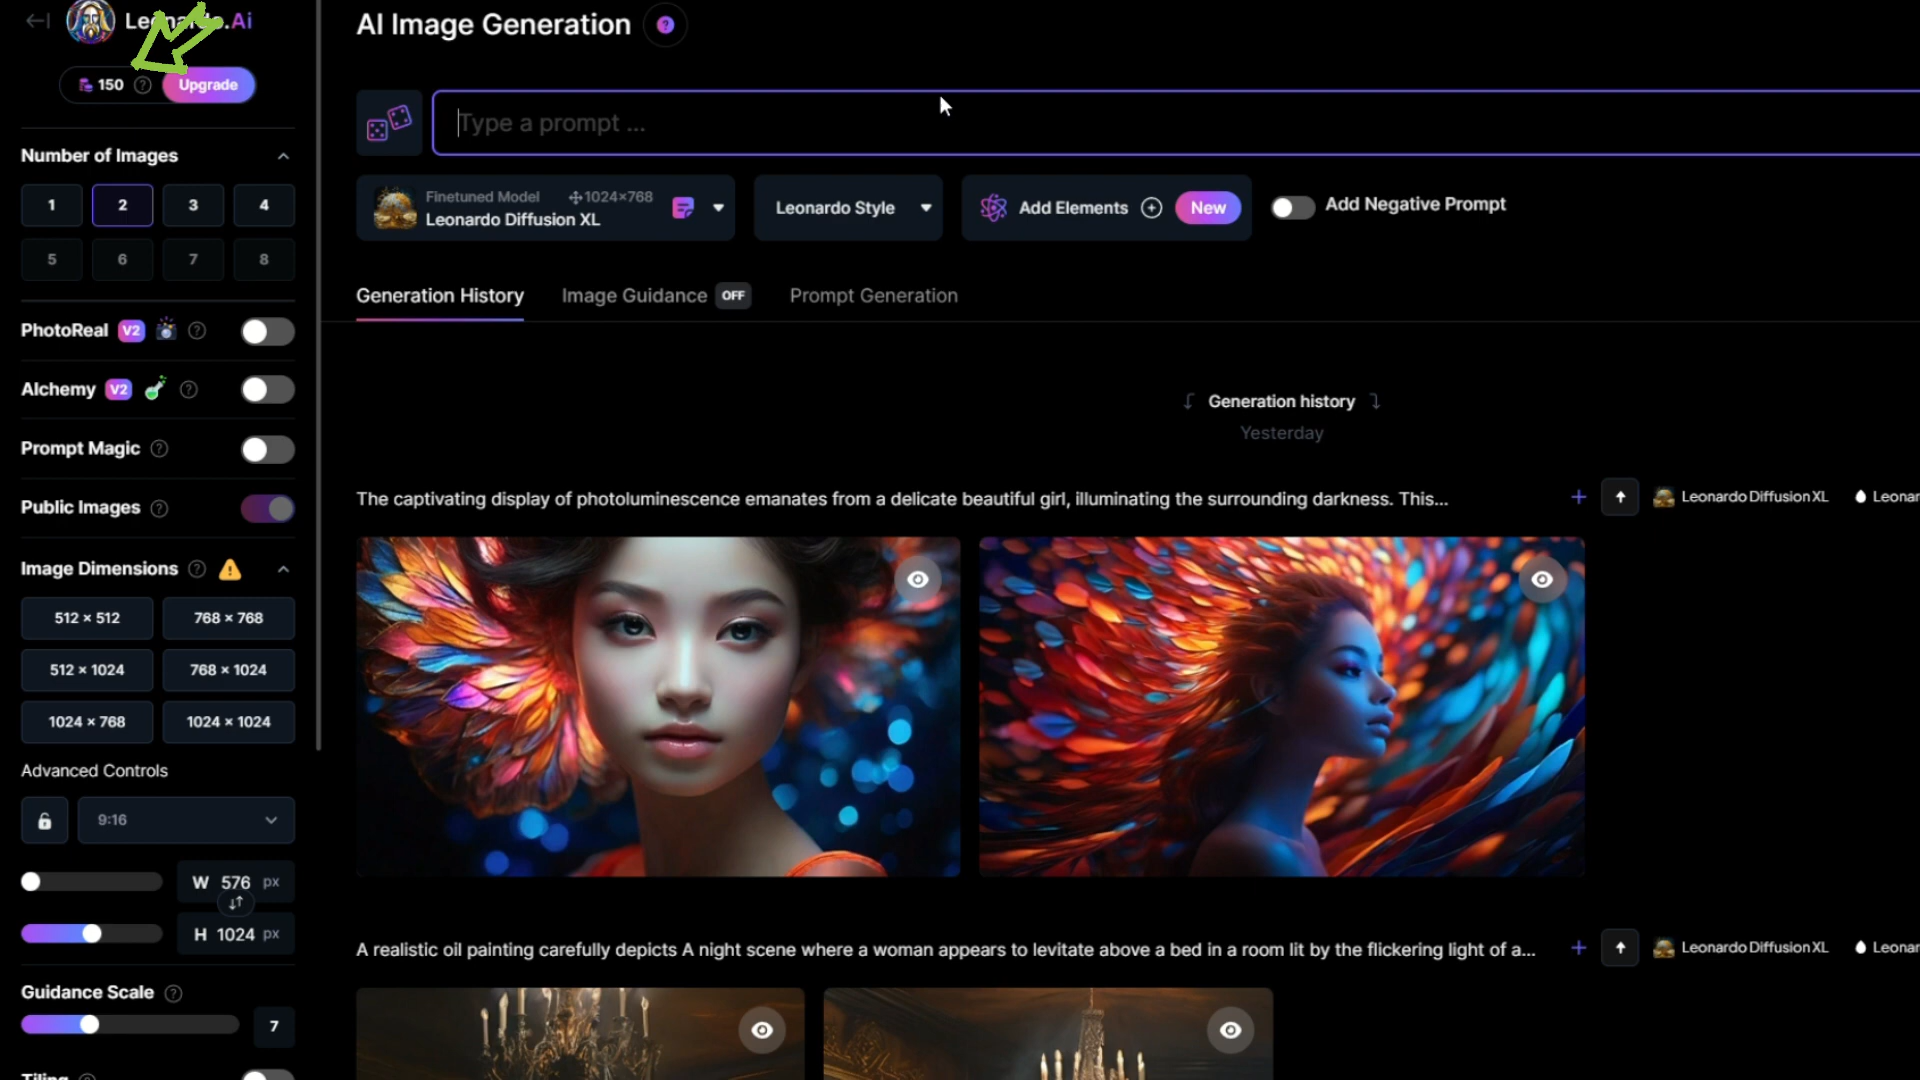 Leonardo.Ai
150
Upgrade
Number of Images
1 2 3 4
5 6 7 8
PhotoReal V2
Alchemy V2
Prompt Magic
Public Images
Image Dimensions
512 × 512 768 × 768
512 × 1024 768 × 1024
1024 × 768 1024 × 1024
Advanced Controls
9:16
W 576 px
H 1024 px
Guidance Scale
7
Tiling
AI Image Generation ?
Type a prompt ...
Finetuned Model 1024×768
Leonardo Diffusion XL
Leonardo Style
Add Elements
New
Add Negative Prompt
Generation History Image Guidance OFF Prompt Generation
Generation history
Yesterday
The captivating display of photoluminescence emanates from a delicate beautiful girl, illuminating the surrounding darkness. This...
Leonardo Diffusion XL
Leonar
A realistic oil painting carefully depicts A night scene where a woman appears to levitate above a bed in a room lit by the flickering light of a...
Leonardo Diffusion XL
Leonar